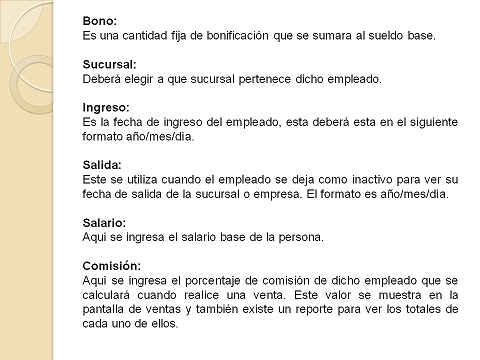 Bono:
Es una cantidad fija de bonificación que se sumara al sueldo base.
Sucursal:
Deberá elegir a que sucursal pertenece dicho empleado.
Ingreso:
Es la fecha de ingreso del empleado, esta deberá esta en el siguiente
formato año/mes/día.
Salida:
Este se utiliza cuando el empleado se deja como inactivo para ver su
fecha de salida de la sucursal o empresa. El formato es año/mes/día.
Salario:
Aquí se ingresa el salario base de la persona.
Comisión:
Aqui se ingresa el porcentaje de comisión de dicho empleado que se
calculará cuando realice una venta. Este valor se muestra en la
pantalla de ventas y también existe un reporte para ver los totales de
cada uno de ellos.